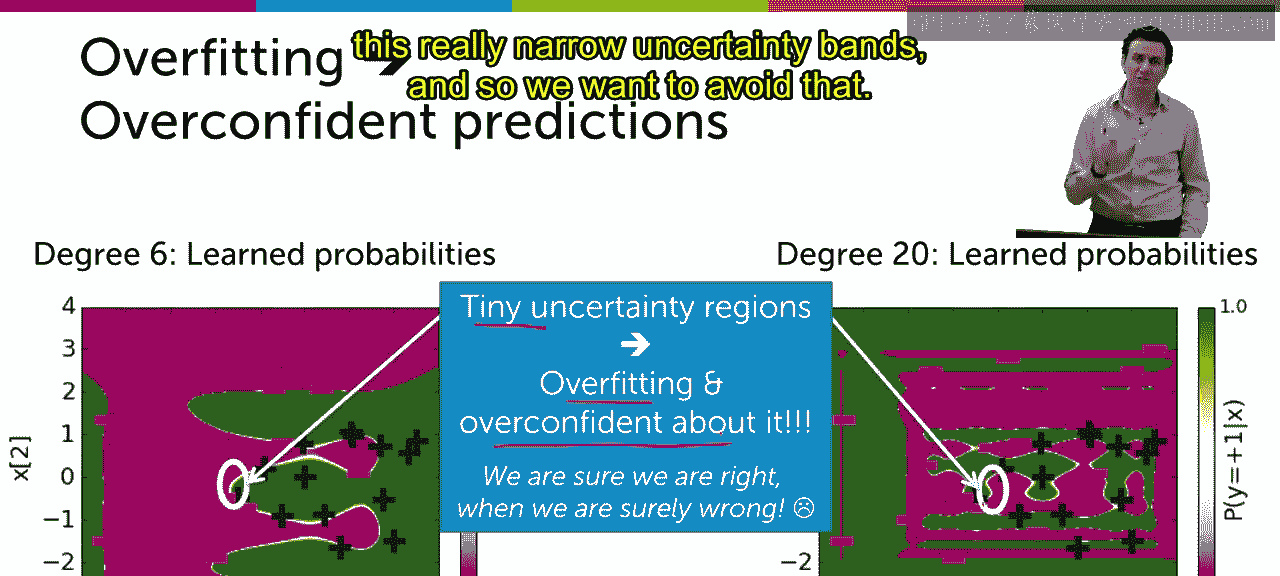 this really narrow uncertainty bands,
and so we want to avoid that.
Overfitting →
Overconfident predictions
Degree 6: Learned probabilities
Degree 20: Learned probabilities
Tiny uncertainty regions
→
Overfitting &
overconfident about it!!!
We are sure we are right,
when we are surely wrong! ☹
4
3
2
1
0
−1
−2
x[2]
−2
1.0
P(y=+1|x)